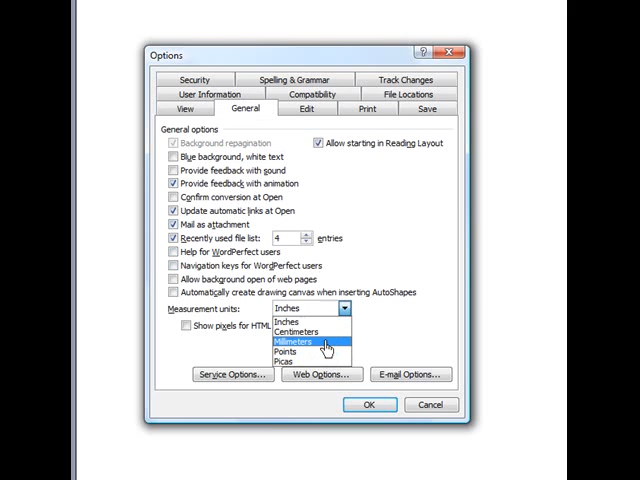 Options
Security Spelling & Grammar Track Changes
User Information Compatibility File Locations
View General Edit Print Save
General options
Background repagination Allow starting in Reading Layout
Blue background, white text
Provide feedback with sound
Provide feedback with animation
Confirm conversion at Open
Update automatic links at Open
Mail as attachment
Recently used file list: 4 entries
Help for WordPerfect users
Navigation keys for WordPerfect users
Allow background open of web pages
Automatically create drawing canvas when inserting AutoShapes
Measurement units: Inches
Inches
Show pixels for HTML
Centimeters
Millimeters
Points
Picas
Service Options... Web Options... E-mail Options...
OK Cancel